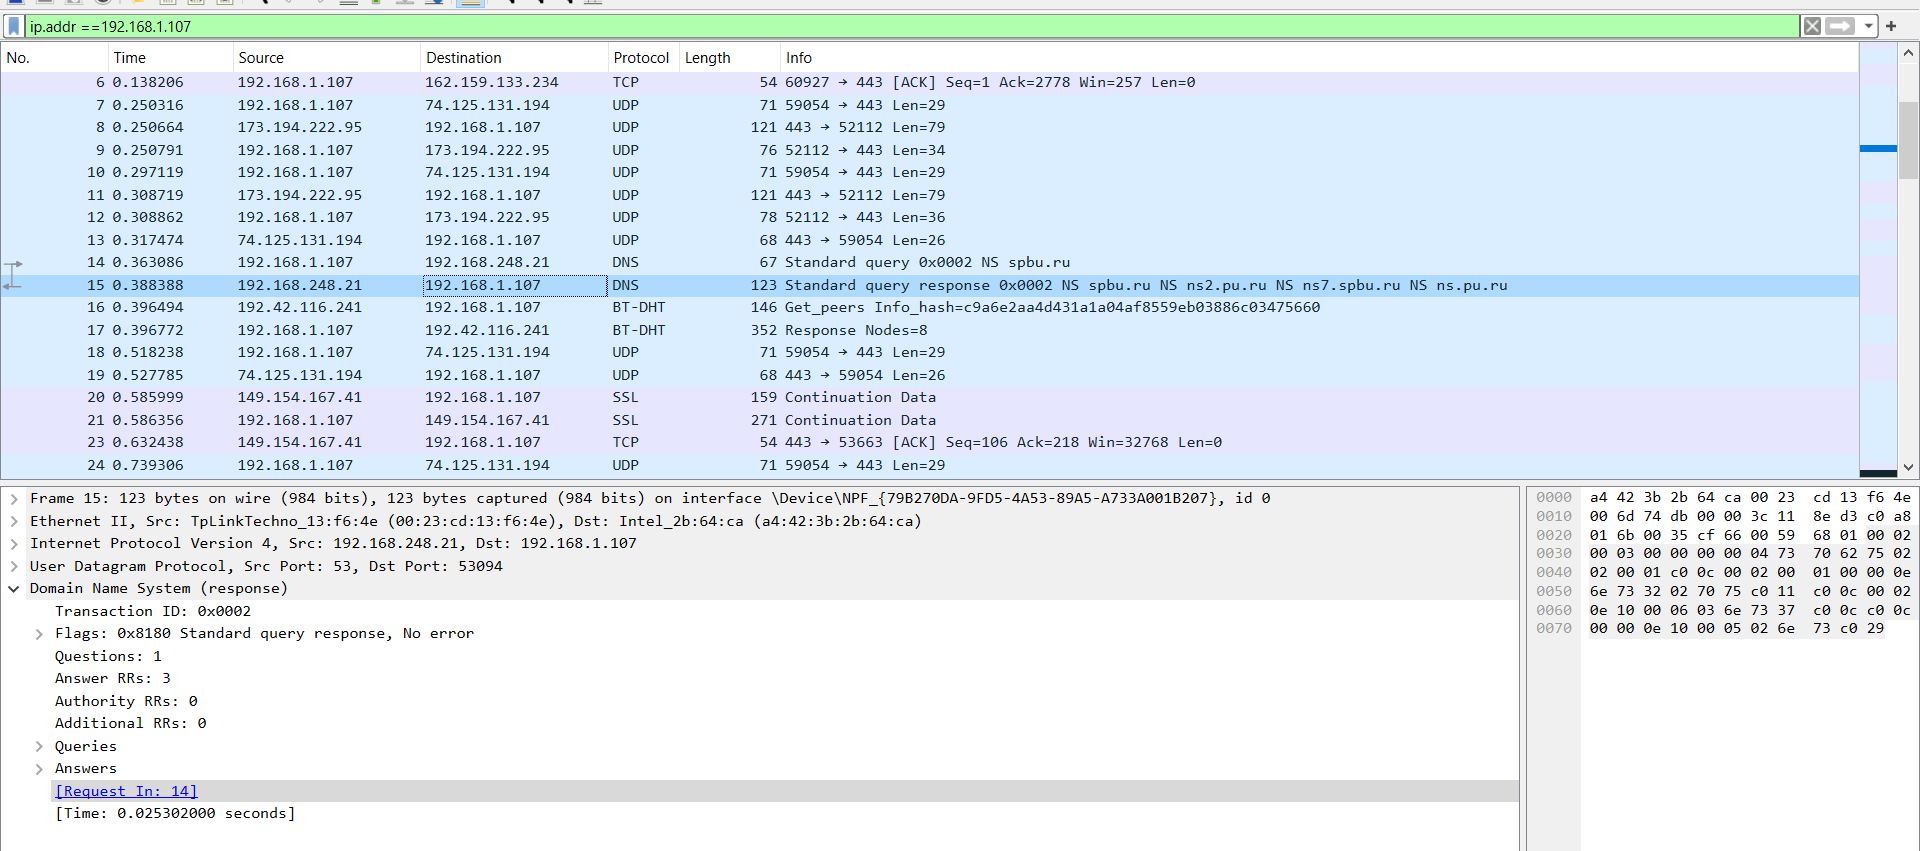 ip.addr ==192.168.1.107
No. Time Source Destination Protocol Length Info
6 0.138206 192.168.1.107 162.159.133.234 TCP 54 60927 → 443 [ACK] Seq=1 Ack=2778 Win=257 Len=0
7 0.250316 192.168.1.107 74.125.131.194 UDP 71 59054 → 443 Len=29
8 0.250664 173.194.222.95 192.168.1.107 UDP 121 443 → 52112 Len=79
9 0.250791 192.168.1.107 173.194.222.95 UDP 76 52112 → 443 Len=34
10 0.297119 192.168.1.107 74.125.131.194 UDP 71 59054 → 443 Len=29
11 0.308719 173.194.222.95 192.168.1.107 UDP 121 443 → 52112 Len=79
12 0.308862 192.168.1.107 173.194.222.95 UDP 78 52112 → 443 Len=36
13 0.317474 74.125.131.194 192.168.1.107 UDP 68 443 → 59054 Len=26
14 0.363086 192.168.1.107 192.168.248.21 DNS 67 Standard query 0x0002 NS spbu.ru
15 0.388388 192.168.248.21 192.168.1.107 DNS 123 Standard query response 0x0002 NS spbu.ru NS ns2.pu.ru NS ns7.spbu.ru NS ns.pu.ru
16 0.396494 192.42.116.241 192.168.1.107 BT-DHT 146 Get_peers Info_hash=c9a6e2aa4d431a1a04af8559eb03886c03475660
17 0.396772 192.168.1.107 192.42.116.241 BT-DHT 352 Response Nodes=8
18 0.518238 192.168.1.107 74.125.131.194 UDP 71 59054 → 443 Len=29
19 0.527785 74.125.131.194 192.168.1.107 UDP 68 443 → 59054 Len=26
20 0.585999 149.154.167.41 192.168.1.107 SSL 159 Continuation Data
21 0.586356 192.168.1.107 149.154.167.41 SSL 271 Continuation Data
23 0.632438 149.154.167.41 192.168.1.107 TCP 54 443 → 53663 [ACK] Seq=106 Ack=218 Win=32768 Len=0
24 0.739306 192.168.1.107 74.125.131.194 UDP 71 59054 → 443 Len=29
Frame 15: 123 bytes on wire (984 bits), 123 bytes captured (984 bits) on interface \Device\NPF_{79B270DA-9FD5-4A53-89A5-A733A001B207}, id 0
Ethernet II, Src: TpLinkTechno_13:f6:4e (00:23:cd:13:f6:4e), Dst: Intel_2b:64:ca (a4:42:3b:2b:64:ca)
Internet Protocol Version 4, Src: 192.168.248.21, Dst: 192.168.1.107
User Datagram Protocol, Src Port: 53, Dst Port: 53094
Domain Name System (response)
Transaction ID: 0x0002
Flags: 0x8180 Standard query response, No error
Questions: 1
Answer RRs: 3
Authority RRs: 0
Additional RRs: 0
Queries
Answers
[Request In: 14]
[Time: 0.025302000 seconds]
0000 a4 42 3b 2b 64 ca 00 23 cd 13 f6 4e
0010 00 6d 74 db 00 00 3c 11 8e d3 c0 a8
0020 01 6b 00 35 cf 66 00 59 68 01 00 02
0030 00 03 00 00 00 00 04 73 70 62 75 02
0040 02 00 01 c0 0c 00 02 00 01 00 00 0e
0050 6e 73 32 02 70 75 c0 11 c0 0c 00 02
0060 0e 10 00 06 03 6e 73 37 c0 0c c0 0c
0070 00 00 0e 10 00 05 02 6e 73 c0 29